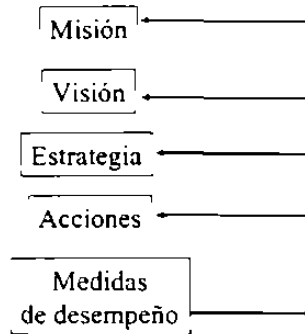 Misión
Visión
Estrategia
Acciones
Medidas
de desempeño